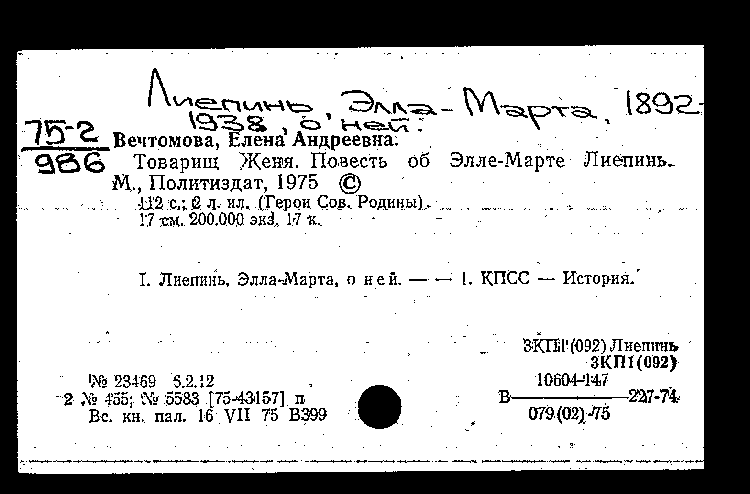 Лиепинь, Элла-Марта, 1892-
1938, о ней.
75-2
986
Вечтомова, Елена Андреевна.
Товарищ Женя. Повесть об Элле-Марте Лиепинь.
М., Политиздат, 1975 ©
112 с.; 2 л. ил. (Герои Сов. Родины).
17 см. 200.000 экз. 17 к.
I. Лиепинь, Элла-Марта, о ней. — — 1. КПСС — История.
3КП1(092) Лиепинь
3КП1(092)
№ 23469 5.2.12
2 № 455; № 5583 [75-43157] п
Вс. кн. пал. 16 VII 75 В399
10604-147
В 227-74
079(02)-75